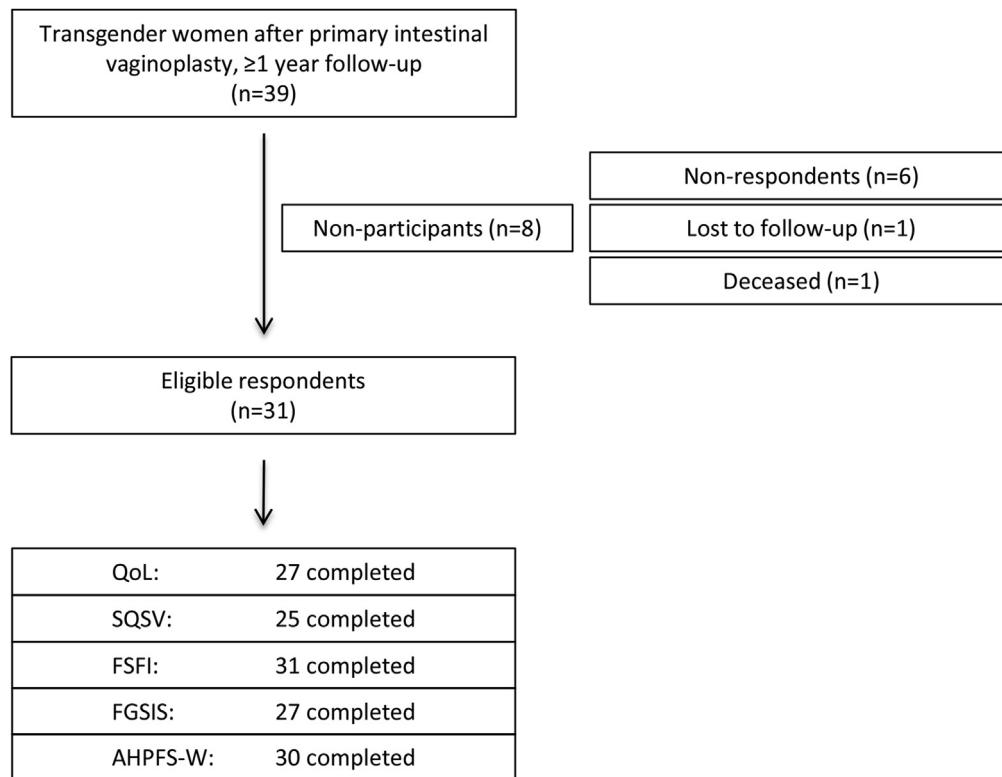 Transgender women after primary intestinal
vaginoplasty, ≥1 year follow-up
(n=39)
Non-respondents (n=6)
Non-participants (n=8)
Lost to follow-up (n=1)
Deceased (n=1)
Eligible respondents
(n=31)
QoL: 27 completed
SQSV: 25 completed
FSFI: 31 completed
FGSIS: 27 completed
AHPFS-W: 30 completed